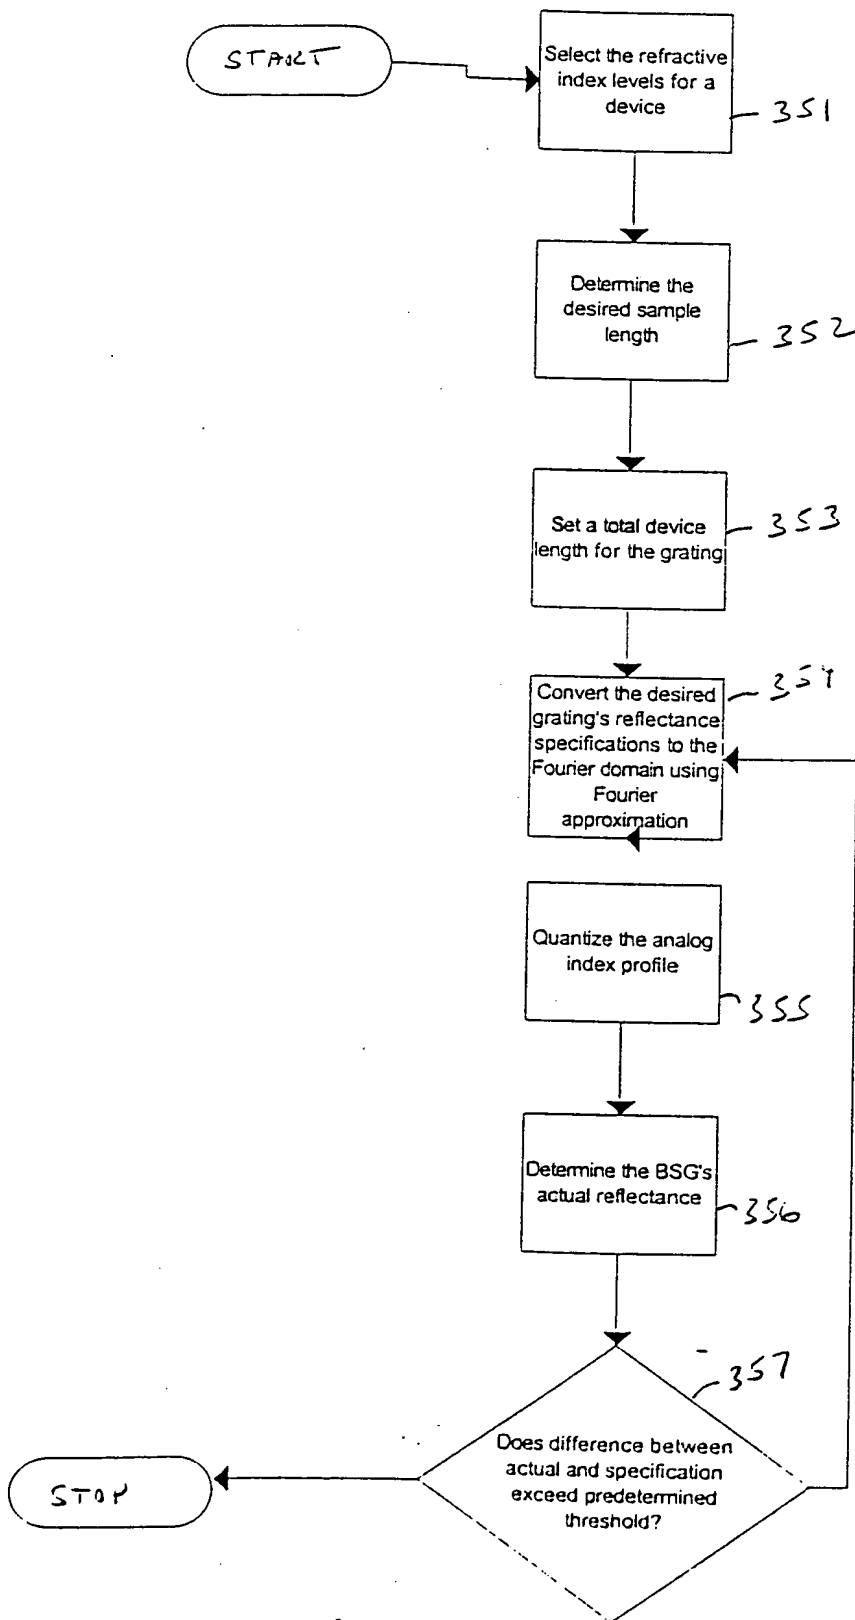 START
Select the refractive
index levels for a
device
351
Determine the
desired sample
length
352
Set a total device
length for the grating
353
Convert the desired
grating's reflectance
specifications to the
Fourier domain using
Fourier
approximation
354
Quantize the analog
index profile
355
Determine the BSG's
actual reflectance
356
357
Does difference between
actual and specification
exceed predetermined
threshold?
STOP